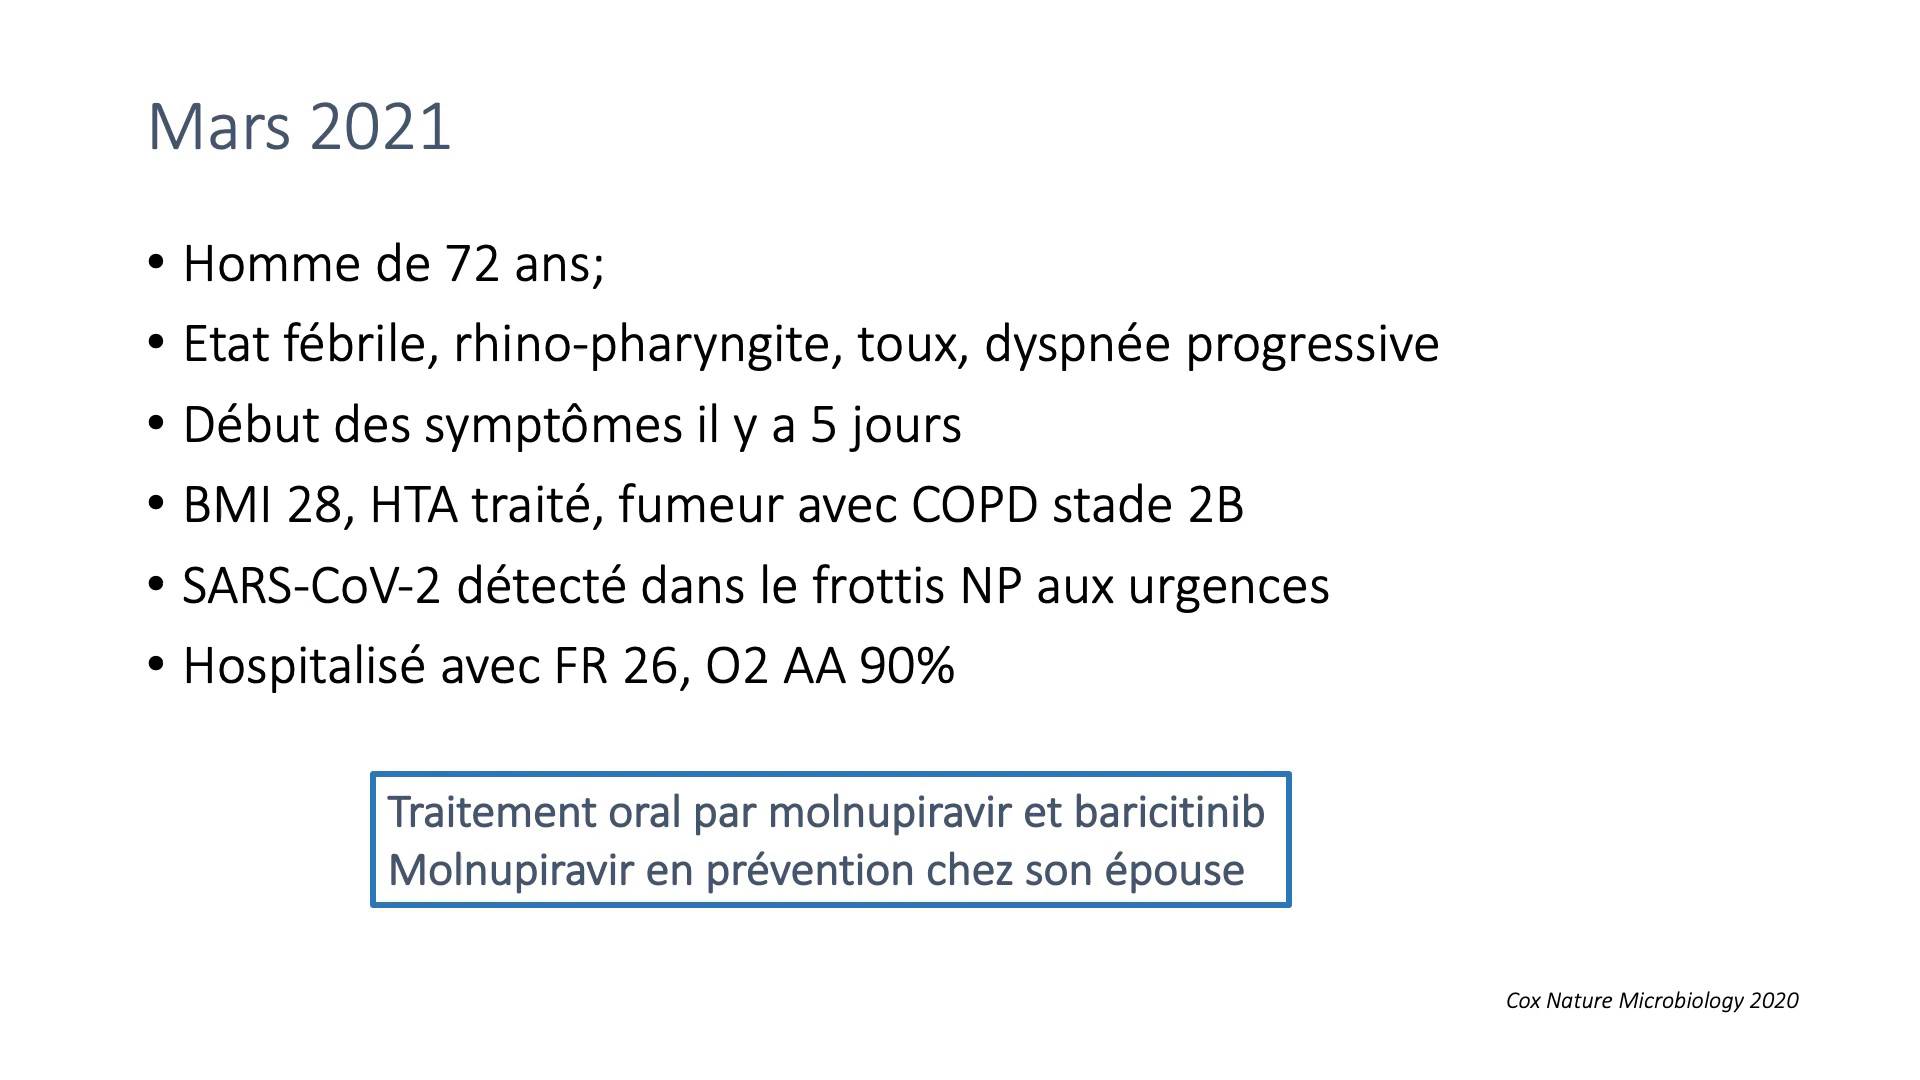 Mars 2021
• Homme de 72 ans;
• Etat fébrile, rhino-pharyngite, toux, dyspnée progressive
• Début des symptômes il y a 5 jours
• BMI 28, HTA traité, fumeur avec COPD stade 2B
• SARS-CoV-2 détecté dans le frottis NP aux urgences
• Hospitalisé avec FR 26, O2 AA 90%
Traitement oral par molnupiravir et baricitinib
Molnupiravir en prévention chez son épouse
Cox Nature Microbiology 2020